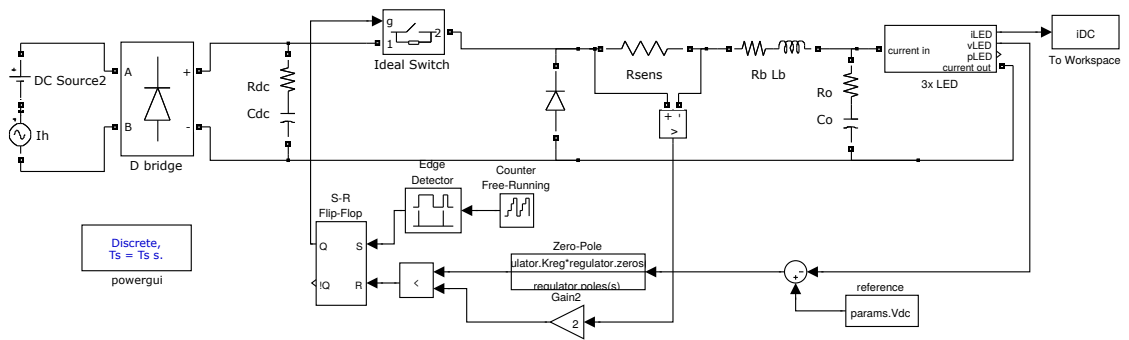 g
1
2
Ideal Switch
DC Source2
+
Ih
A
B
+
-
D bridge
Rdc
Cdc
Rsens
+ -
v
Rb Lb
Ro
Co
current in
iLED
vLED
pLED
current out
3x LED
iDC
To Workspace
Edge
Detector
Counter
Free-Running
S-R
Flip-Flop
Q
S
!Q
R
<
Zero-Pole
ulator.Kreg*regulator.zeros(
regulator.poles(s)
Gain2
2
+
-
reference
params.Vdc
Discrete,
Ts = Ts s.
powergui